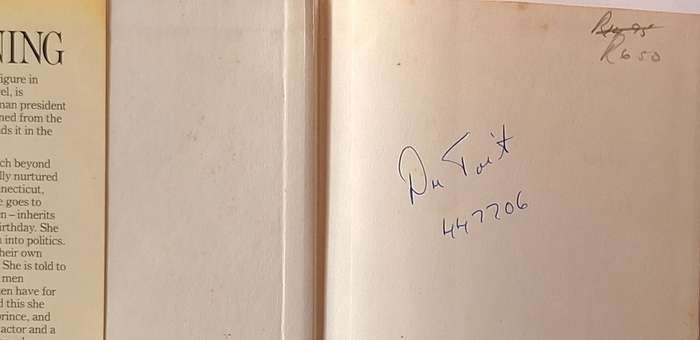 NING
figure in
el, is
man president
ned from the
ds it in the
ch beyond
lly nurtured
necticut,
e goes to
n – inherits
irthday. She
into politics.
heir own
She is told to
men
en have for
d this she
prince, and
actor and a
R650
Du Toit
447706